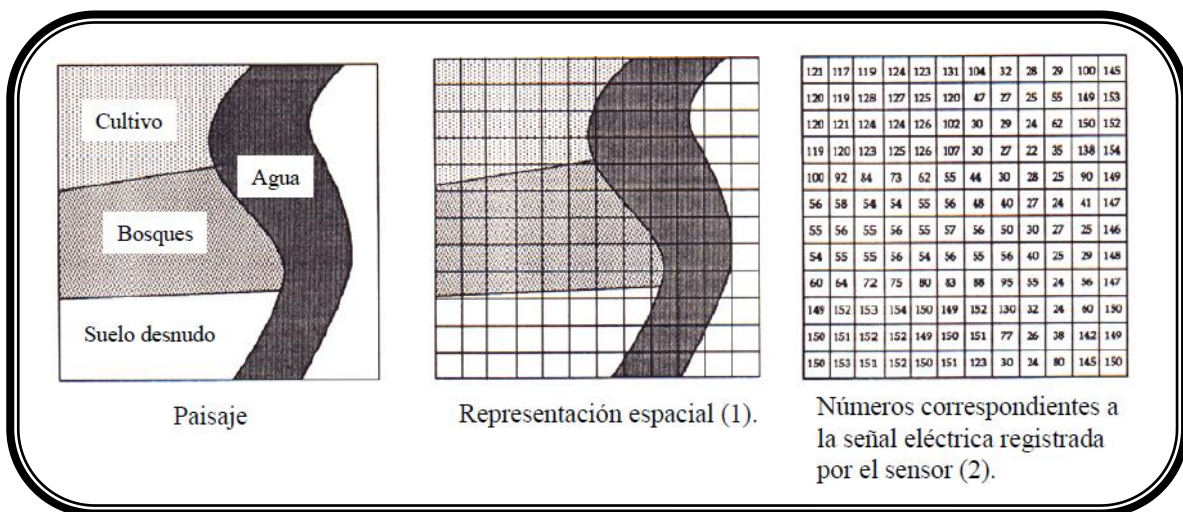 Cultivo
Agua
Bosques
Suelo desnudo
Paisaje
Representación espacial (1).
121 117 119 124 123 131 104 32 28 29 100 145
120 119 128 127 125 120 47 27 25 55 149 153
120 121 124 124 126 102 30 29 24 62 150 152
119 120 123 125 126 107 30 27 22 35 138 154
100 92 84 73 62 55 44 30 28 25 90 149
56 58 54 54 55 56 48 40 27 24 41 147
55 56 55 56 55 57 56 50 30 27 25 146
54 55 55 56 54 56 55 56 40 25 29 148
60 64 72 75 80 83 88 95 55 24 56 147
149 152 153 154 150 149 152 130 32 24 60 150
150 151 152 152 149 150 151 77 26 38 142 149
150 153 151 152 150 151 123 30 24 80 145 150
Números correspondientes a
la señal eléctrica registrada
por el sensor (2).